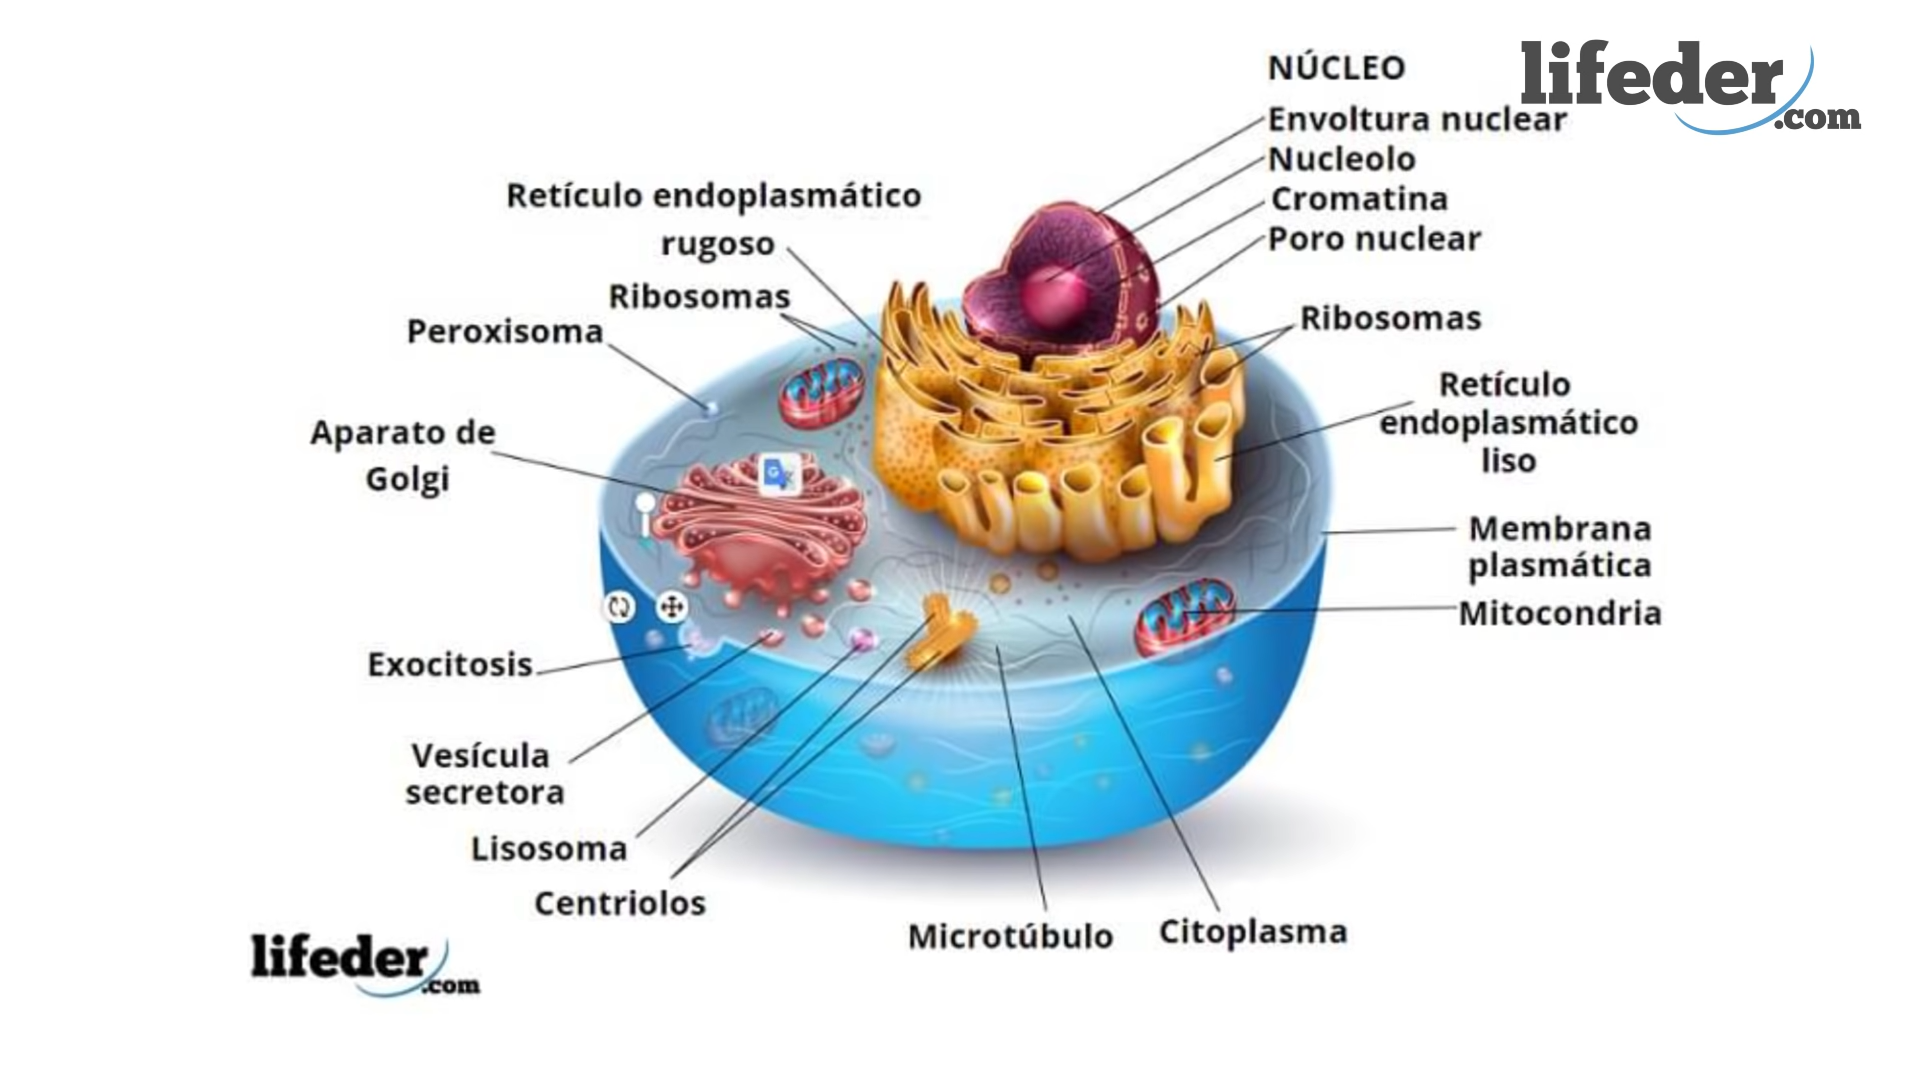 lifeder
.com
NÚCLEO
Envoltura nuclear
Nucleolo
Cromatina
Poro nuclear
Retículo endoplasmático
rugoso
Ribosomas
Peroxisoma
Aparato de
Golgi
Exocitosis
Vesícula
secretora
Lisosoma
Centriolos
Microtúbulo
Citoplasma
Ribosomas
Retículo
endoplasmático
liso
Membrana
plasmática
Mitocondria
lifeder
.com
G